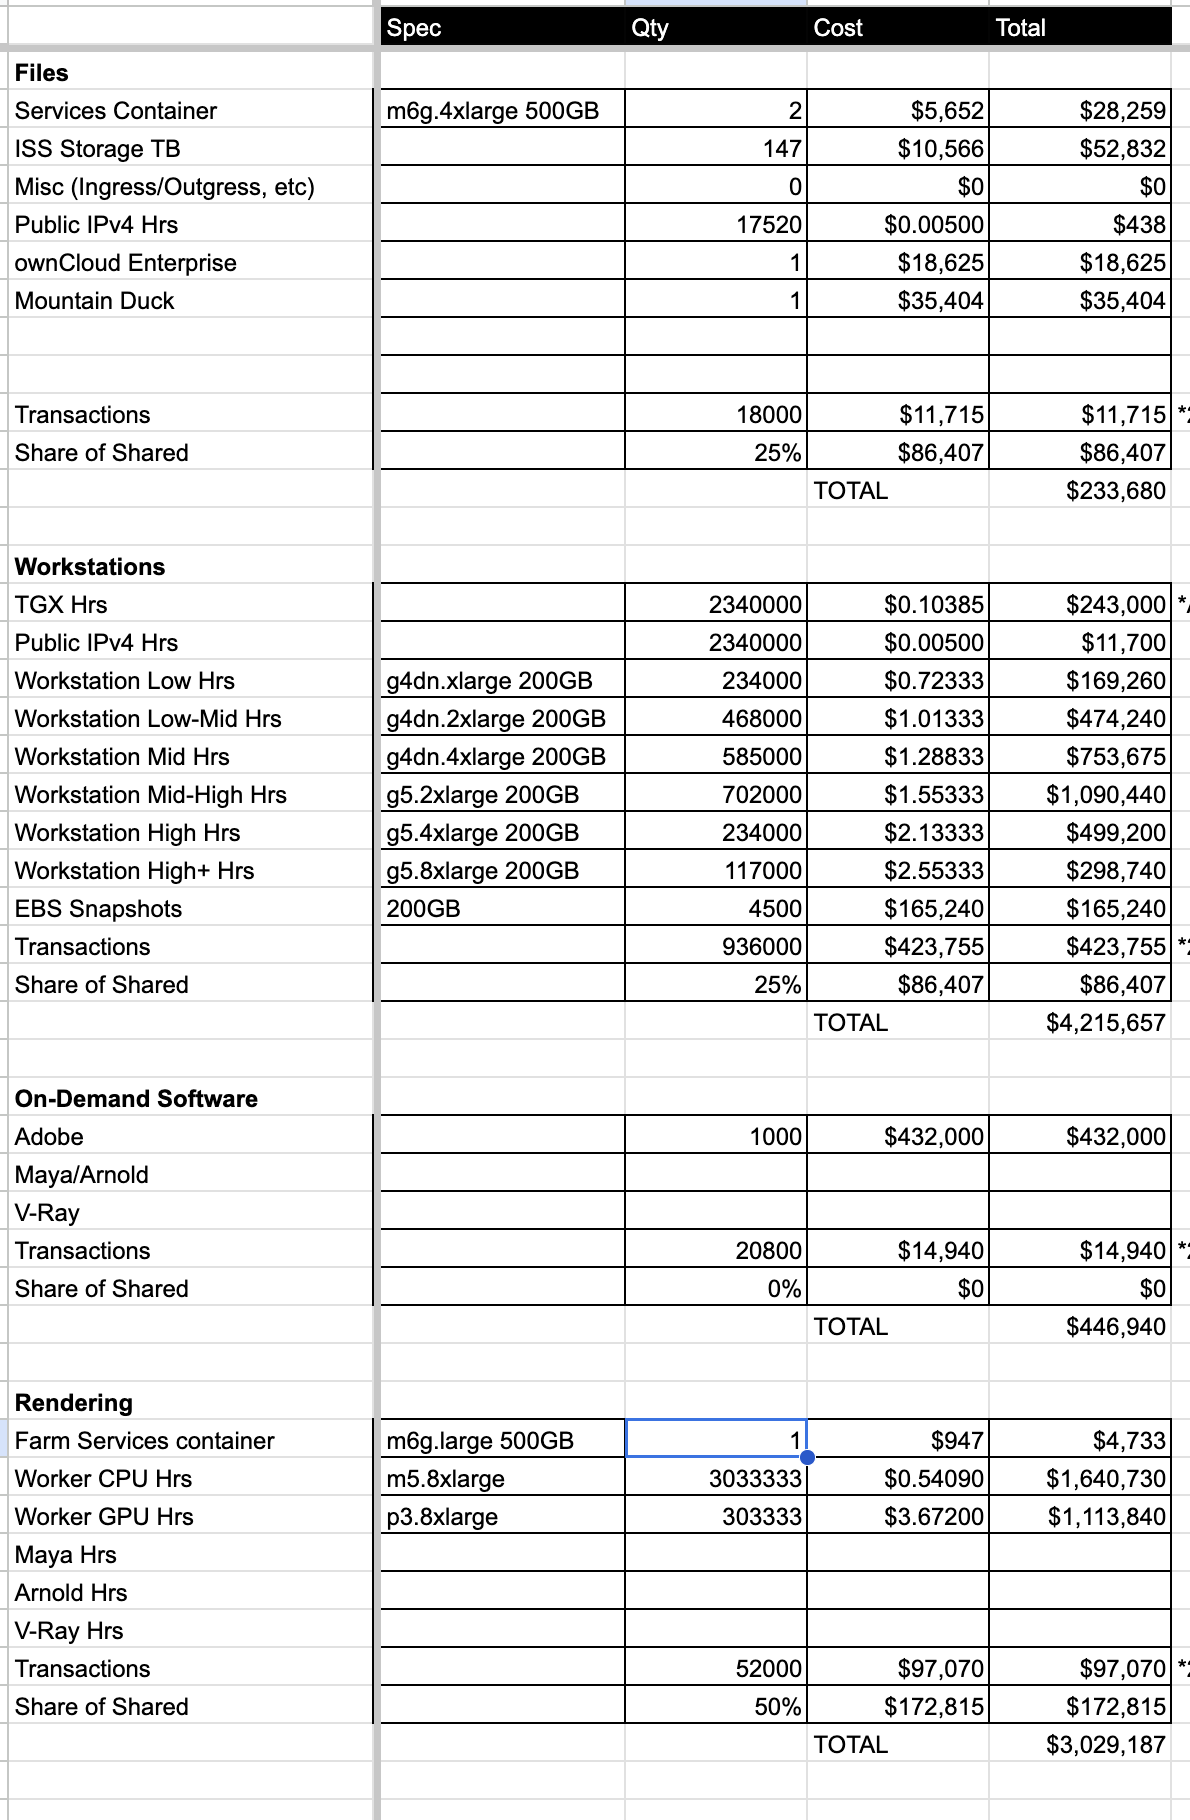 Spec Qty Cost Total
Files
Services Container m6g.4xlarge 500GB 2 $5,652 $28,259
ISS Storage TB 147 $10,566 $52,832
Misc (Ingress/Outgress, etc) 0 $0 $0
Public IPv4 Hrs 17520 $0.00500 $438
ownCloud Enterprise 1 $18,625 $18,625
Mountain Duck 1 $35,404 $35,404
Transactions 18000 $11,715 $11,715
Share of Shared 25% $86,407 $86,407
TOTAL $233,680
Workstations
TGX Hrs 2340000 $0.10385 $243,000
Public IPv4 Hrs 2340000 $0.00500 $11,700
Workstation Low Hrs g4dn.xlarge 200GB 234000 $0.72333 $169,260
Workstation Low-Mid Hrs g4dn.2xlarge 200GB 468000 $1.01333 $474,240
Workstation Mid Hrs g4dn.4xlarge 200GB 585000 $1.28833 $753,675
Workstation Mid-High Hrs g5.2xlarge 200GB 702000 $1.55333 $1,090,440
Workstation High Hrs g5.4xlarge 200GB 234000 $2.13333 $499,200
Workstation High+ Hrs g5.8xlarge 200GB 117000 $2.55333 $298,740
EBS Snapshots 200GB 4500 $165,240 $165,240
Transactions 936000 $423,755 $423,755
Share of Shared 25% $86,407 $86,407
TOTAL $4,215,657
On-Demand Software
Adobe 1000 $432,000 $432,000
Maya/Arnold
V-Ray
Transactions 20800 $14,940 $14,940
Share of Shared 0% $0 $0
TOTAL $446,940
Rendering
Farm Services container m6g.large 500GB 1 $947 $4,733
Worker CPU Hrs m5.8xlarge 3033333 $0.54090 $1,640,730
Worker GPU Hrs p3.8xlarge 303333 $3.67200 $1,113,840
Maya Hrs
Arnold Hrs
V-Ray Hrs
Transactions 52000 $97,070 $97,070
Share of Shared 50% $172,815 $172,815
TOTAL $3,029,187